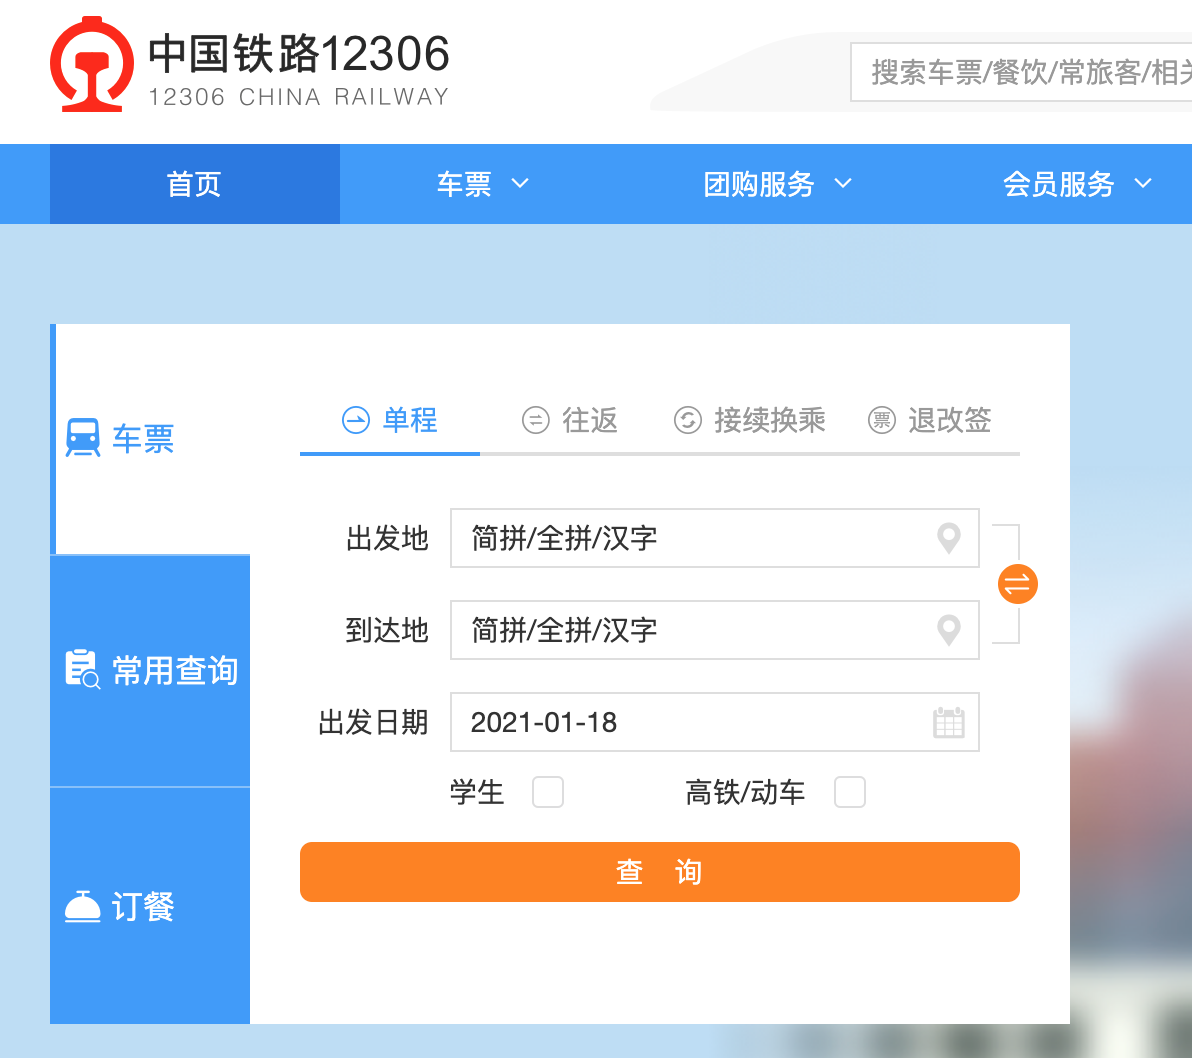 中国铁路12306
12306 CHINA RAILWAY
搜索车票/餐饮/常旅客/相
首页 车票 团购服务 会员服务
车票
单程 往返 接续换乘 票 退改签
出发地 简拼/全拼/汉字
到达地 简拼/全拼/汉字
常用查询
出发日期 2021-01-18
学生 高铁/动车
查 询
订餐